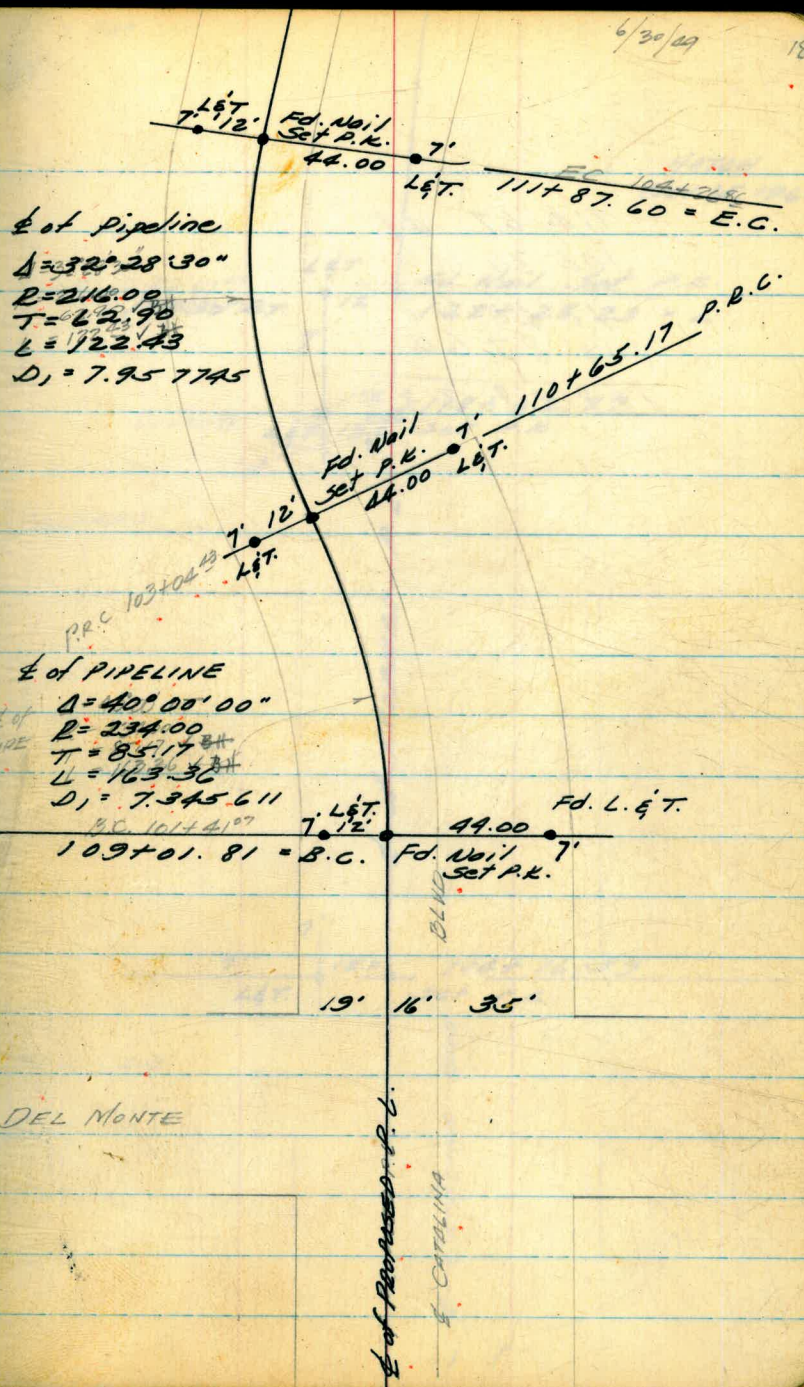 6/30/49
L&T
7' 12'
Fd. Nail
Set P.K.
44.00
7'
L&T.
EC 104+26
111+87.60 = E.C.
℄ of Pipeline
Δ=32°28'30"
R=216.00
T=62.90
L=122.43
D₁ = 7.957745
P.R.C.
110+65.17
Fd. Nail
Set P.K.
44.00
7'
L&T.
7' 12'
L&T.
P.R.C 103+04 43
℄ of PIPELINE
Δ=40°00'00"
R=234.00
T=85.17
L=163.36
D₁ = 7.345611
B.C. 101+41 07
109+01.81 = B.C.
7' L&T.
12'
44.00
Fd. L.&T.
7'
Fd. Nail
Set P.K.
BLVD
19' 16' 35'
DEL MONTE
℄ of PROPOSED P.L.
℄ CATALINA